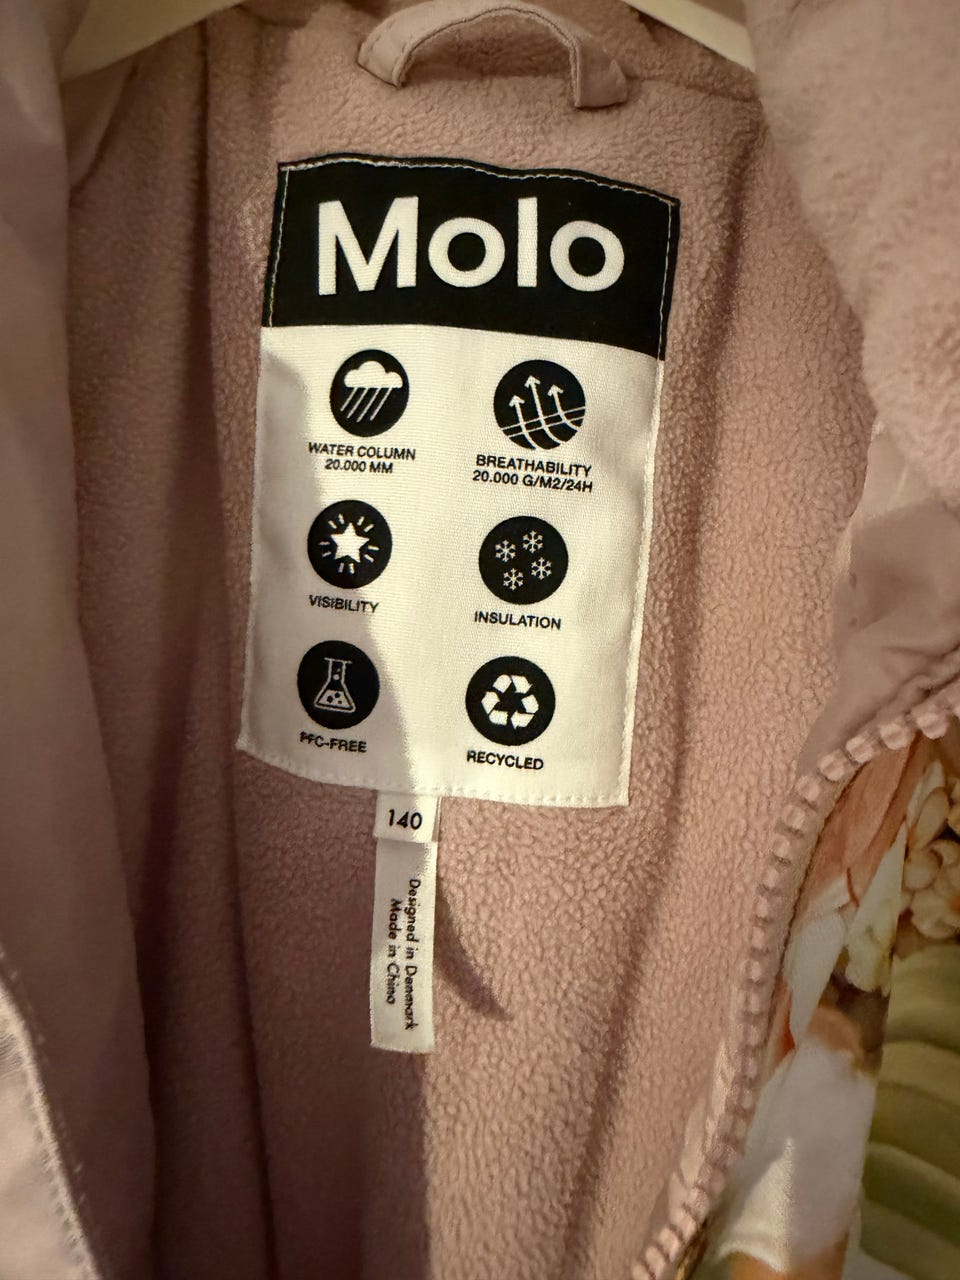 Molo
WATER COLUMN
20.000 MM
BREATHABILITY
20.000 G/M2/24H
VISIBILITY
INSULATION
PFC-FREE
RECYCLED
140
Designed in Denmark
Made in China